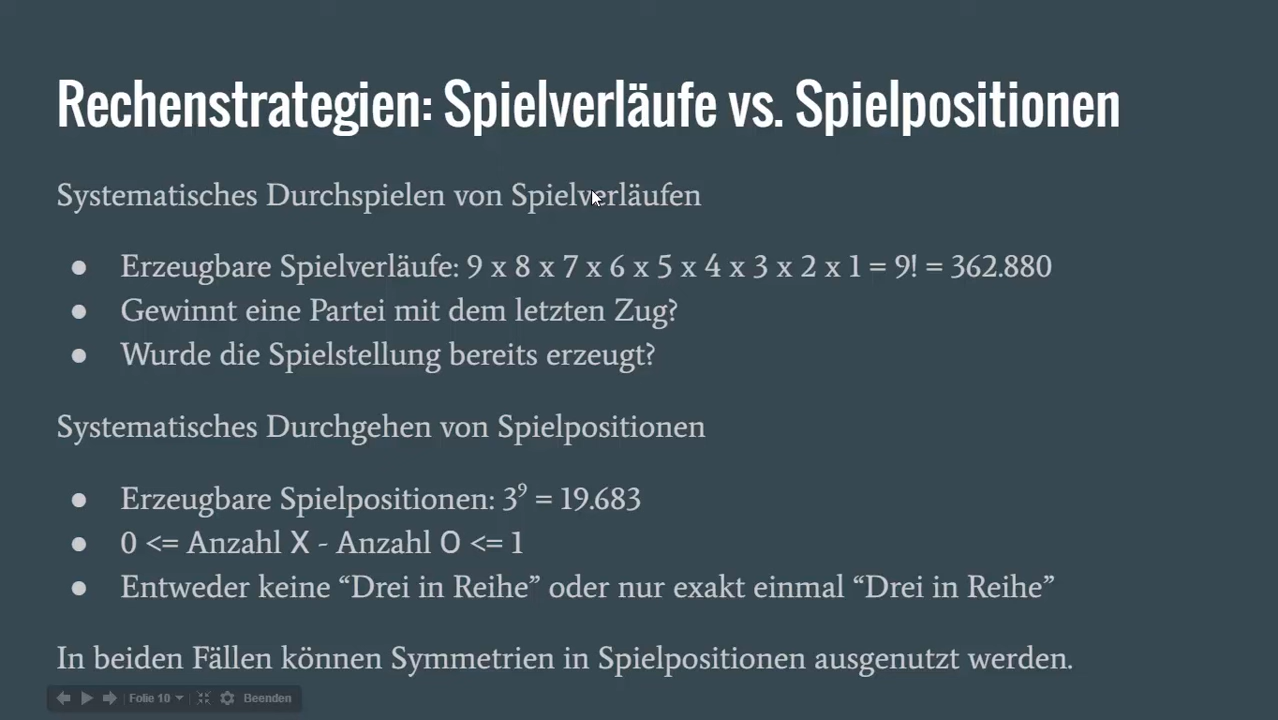 Rechenstrategien: Spielverläufe vs. Spielpositionen
Systematisches Durchspielen von Spielverläufen
● Erzeugbare Spielverläufe: 9 x 8 x 7 x 6 x 5 x 4 x 3 x 2 x 1 = 9! = 362.880
● Gewinnt eine Partei mit dem letzten Zug?
● Wurde die Spielstellung bereits erzeugt?
Systematisches Durchgehen von Spielpositionen
● Erzeugbare Spielpositionen: 3⁹ = 19.683
● 0 <= Anzahl X - Anzahl O <= 1
● Entweder keine “Drei in Reihe” oder nur exakt einmal “Drei in Reihe”
In beiden Fällen können Symmetrien in Spielpositionen ausgenutzt werden.
Folie 10 Beenden